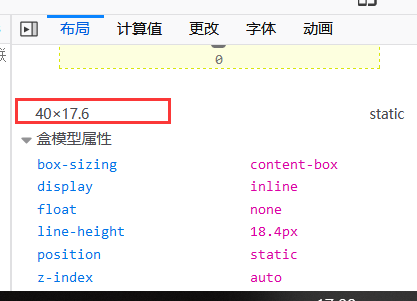 布局 计算值 更改 字体 动画
0
40×17.6 static
盒模型属性
box-sizing content-box
display inline
float none
line-height 18.4px
position static
z-index auto